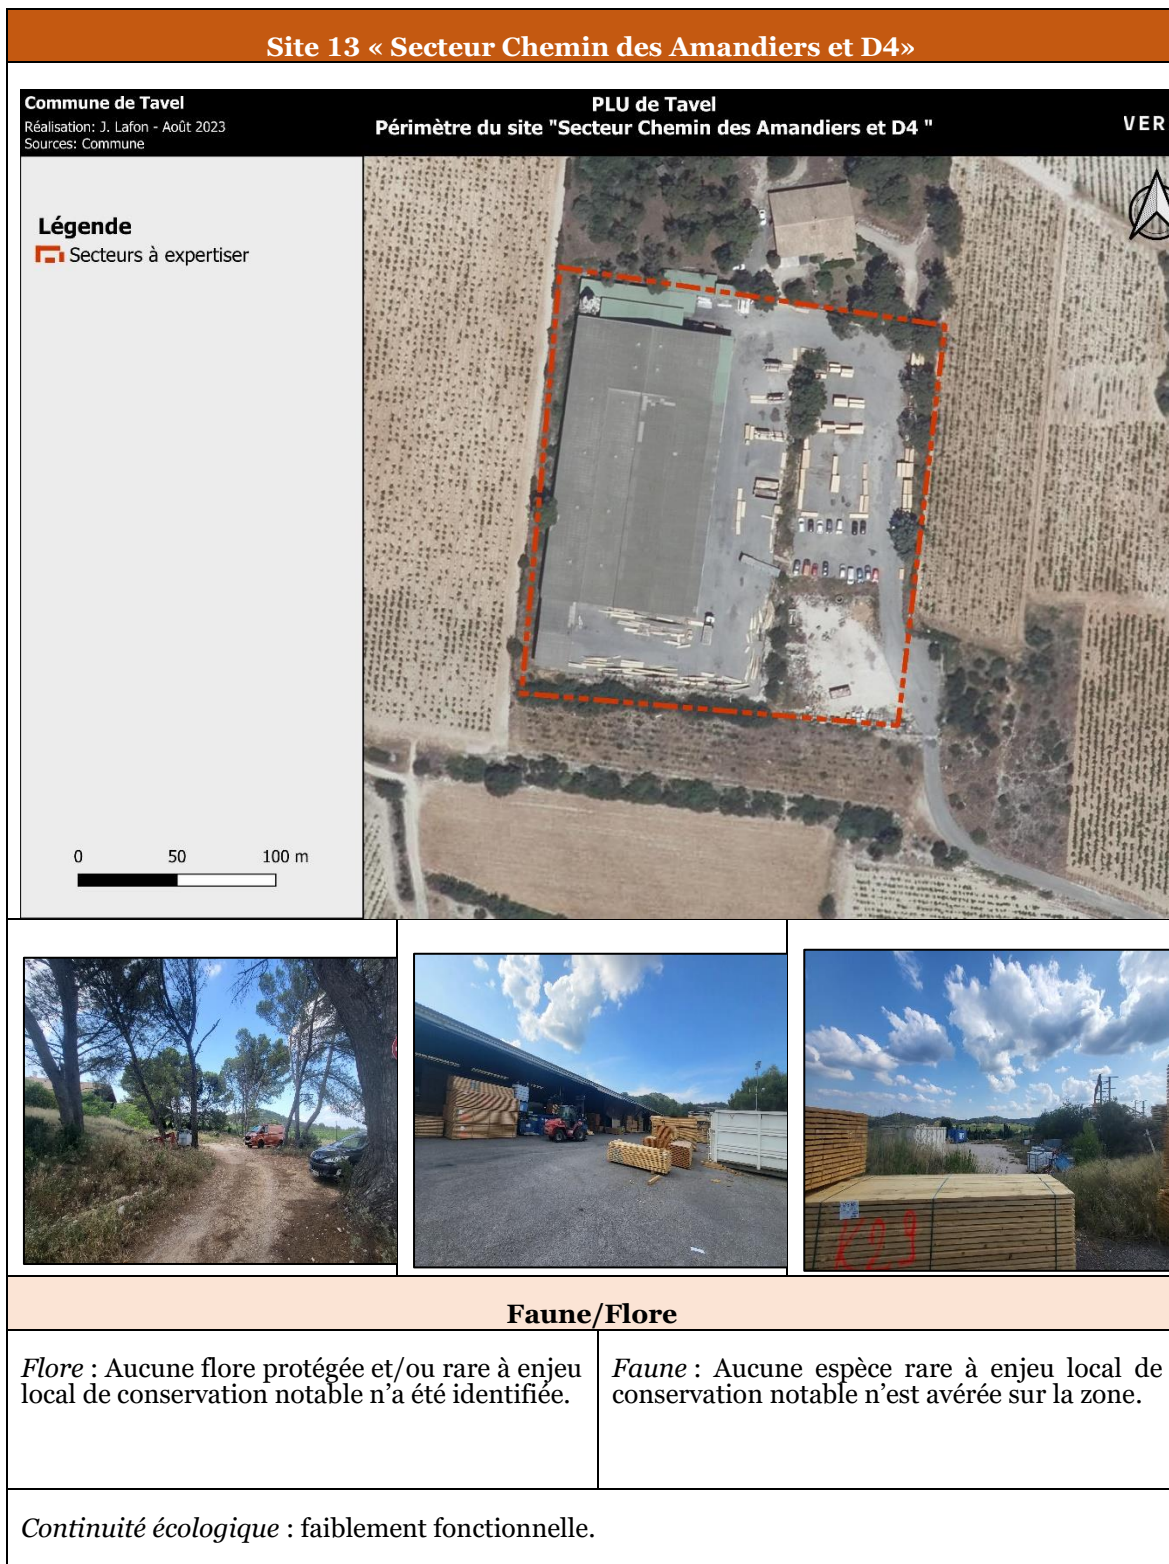 Site 13 « Secteur Chemin des Amandiers et D4»
Commune de Tavel
Réalisation: J. Lafon - Août 2023
Sources: Commune
PLU de Tavel
Périmètre du site "Secteur Chemin des Amandiers et D4 "
VER
Légende
Secteurs à expertiser
0 50 100 m
K29
Faune/Flore
Flore : Aucune flore protégée et/ou rare à enjeu
local de conservation notable n'a été identifiée.
Faune : Aucune espèce rare à enjeu local de
conservation notable n'est avérée sur la zone.
Continuité écologique : faiblement fonctionnelle.